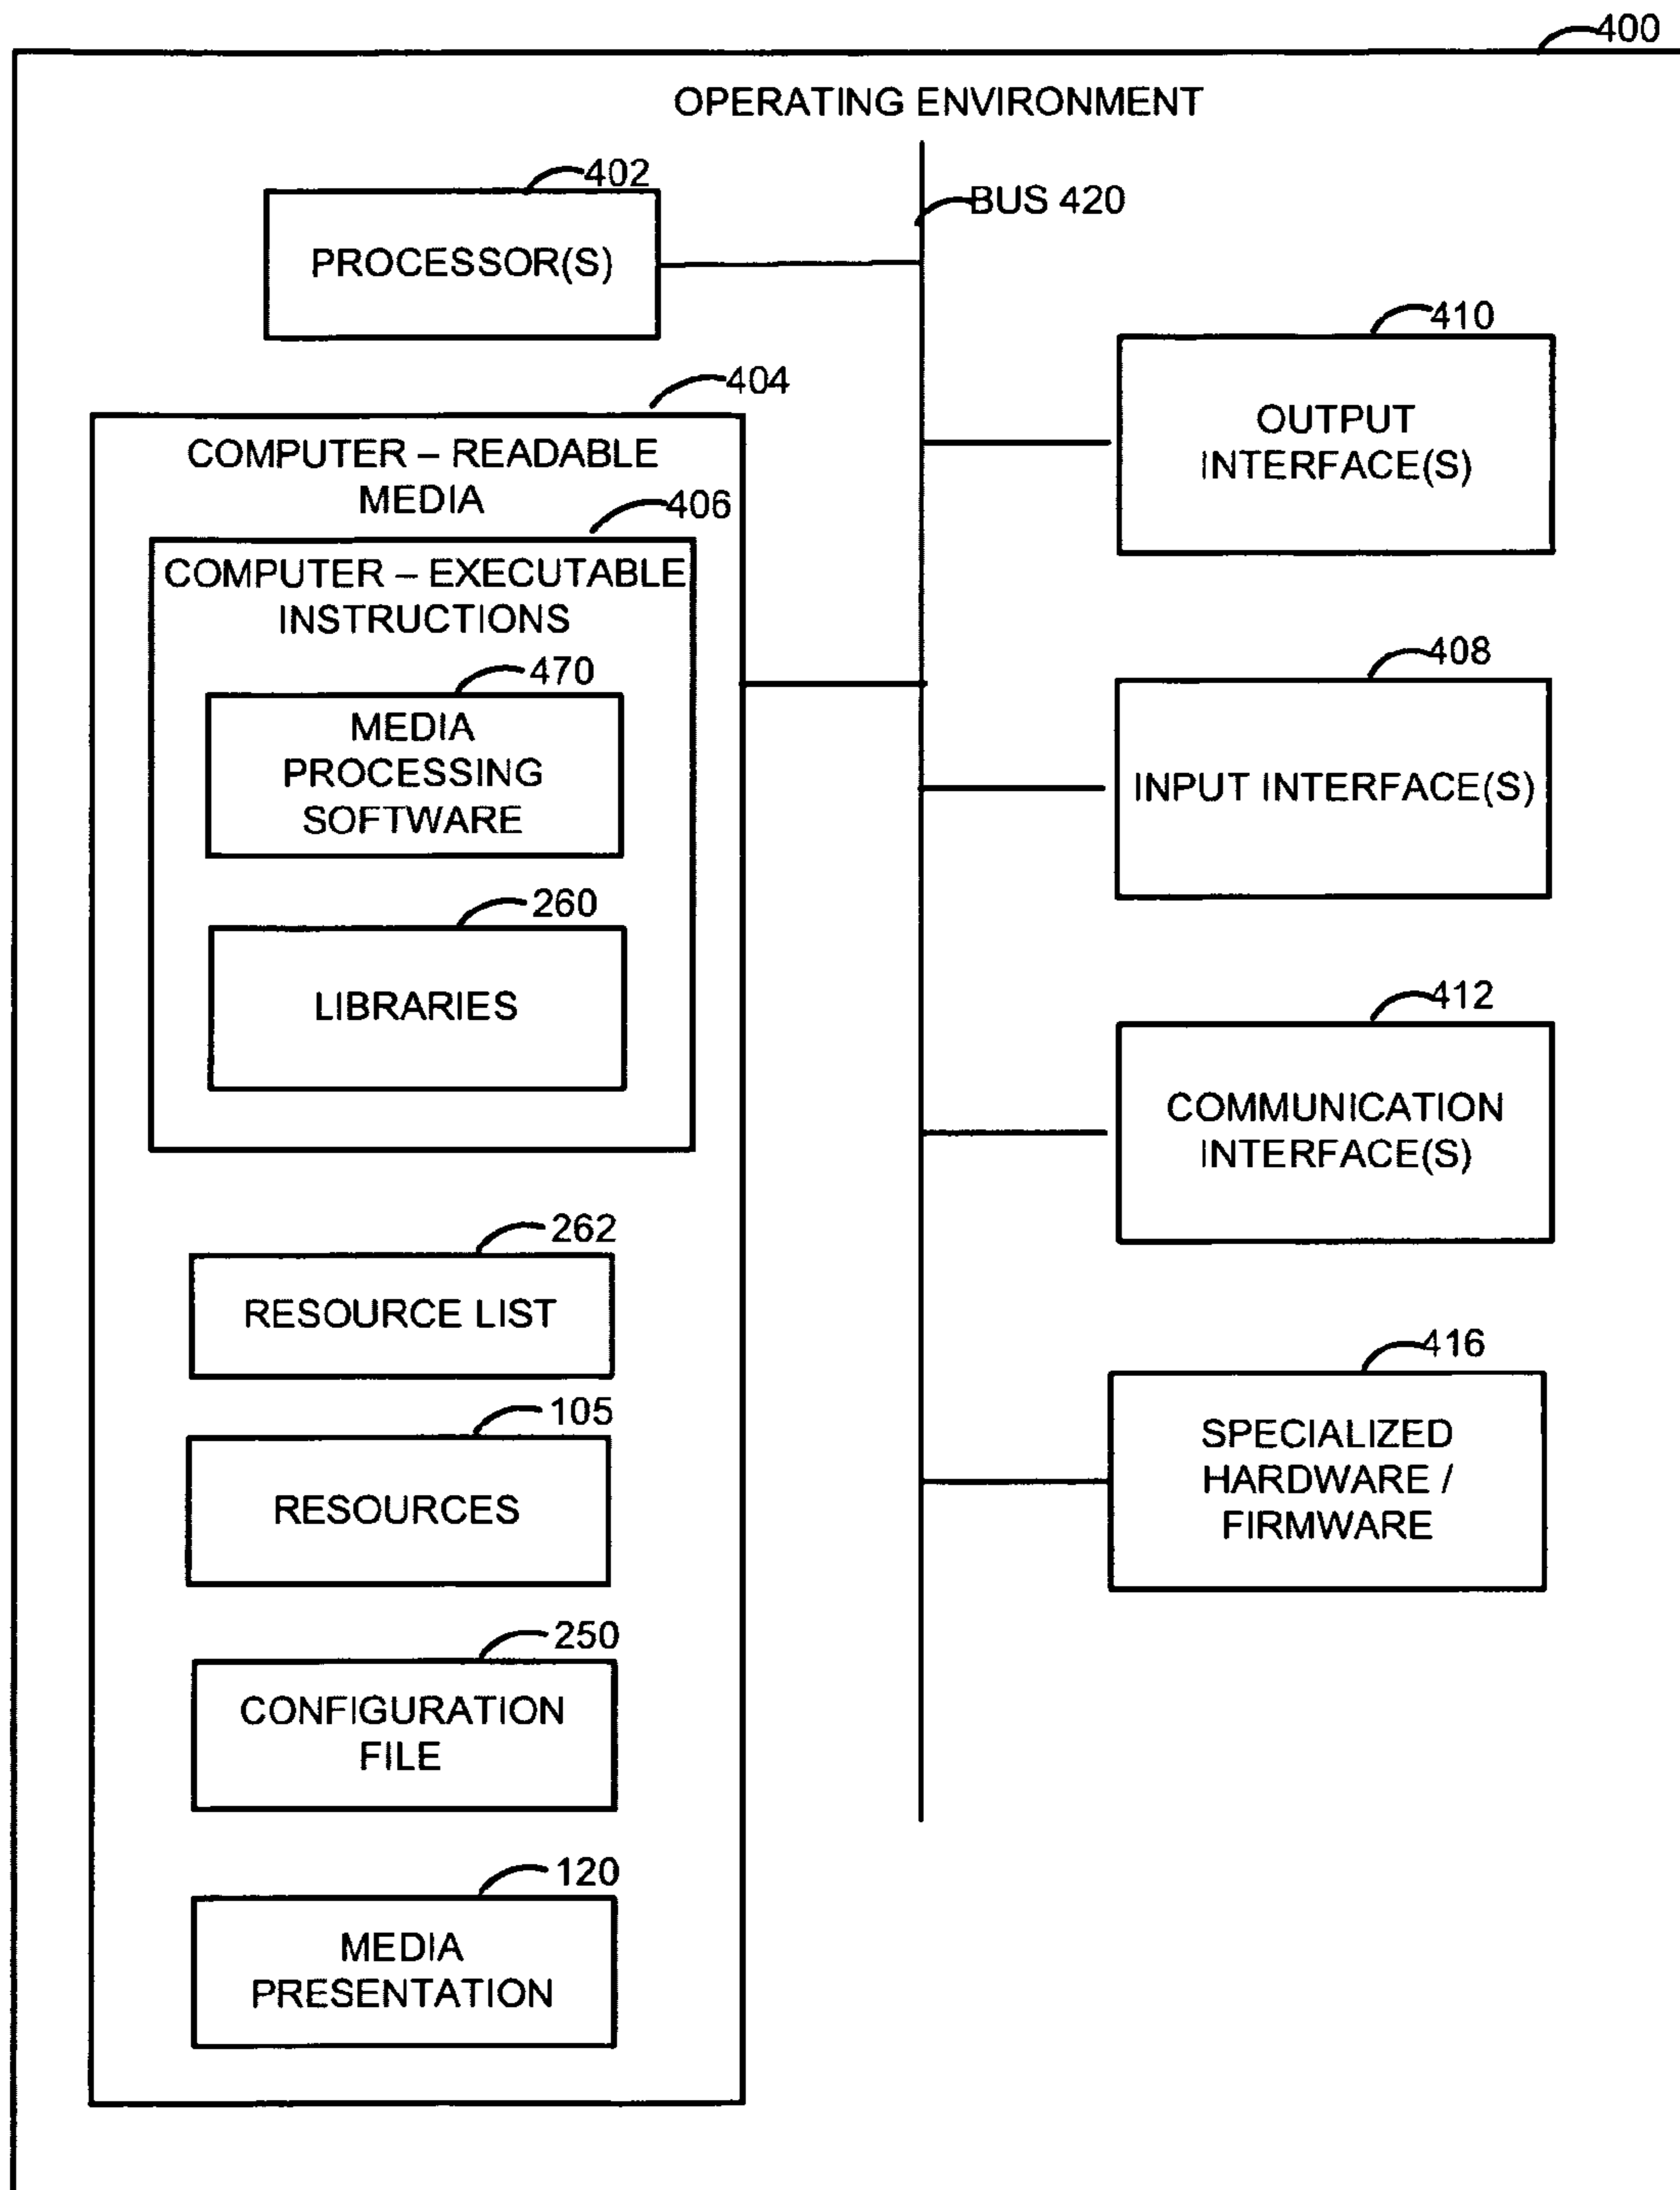 400
OPERATING ENVIRONMENT
402
BUS 420
PROCESSOR(S)
410
OUTPUT
INTERFACE(S)
404
COMPUTER – READABLE
MEDIA
406
COMPUTER – EXECUTABLE
INSTRUCTIONS
470
MEDIA
PROCESSING
SOFTWARE
408
INPUT INTERFACE(S)
260
LIBRARIES
412
COMMUNICATION
INTERFACE(S)
262
RESOURCE LIST
105
RESOURCES
416
SPECIALIZED
HARDWARE /
FIRMWARE
250
CONFIGURATION
FILE
120
MEDIA
PRESENTATION